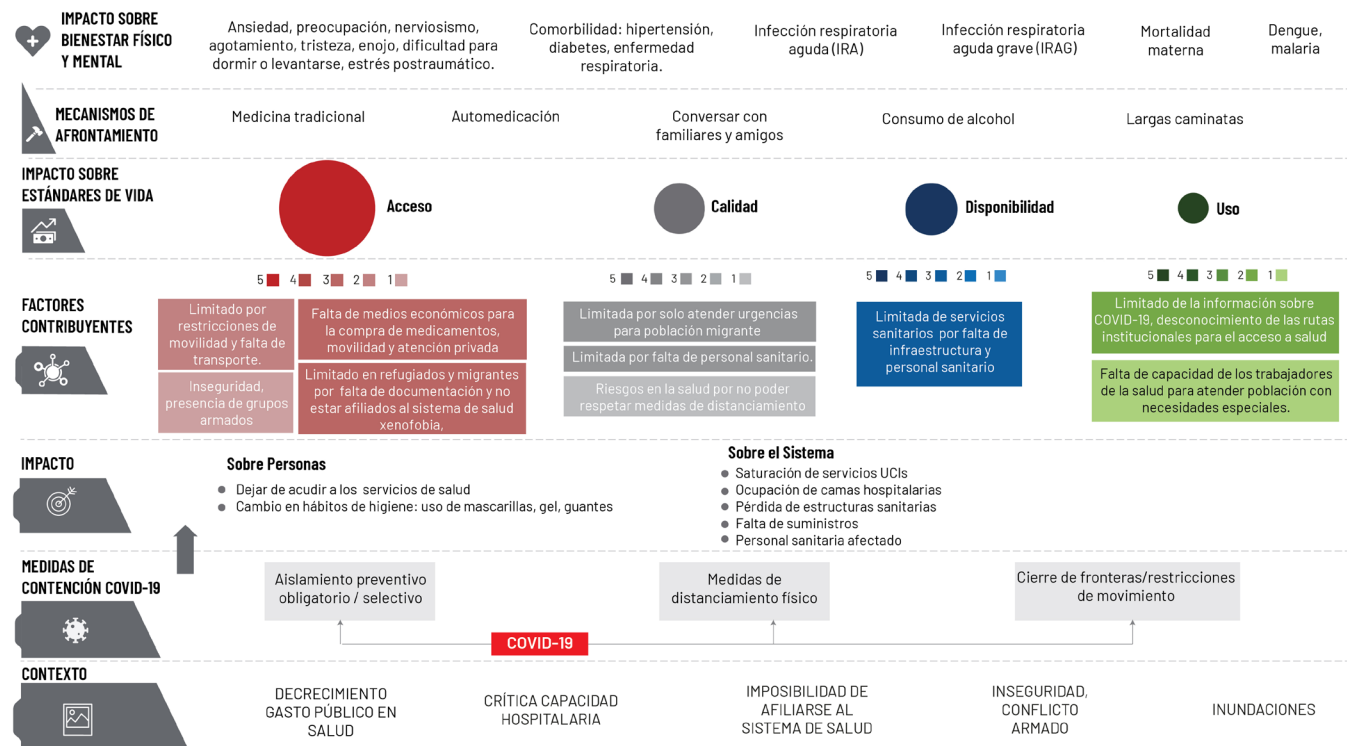 IMPACTO SOBRE
BIENESTAR FÍSICO
Y MENTAL
Ansiedad, preocupación, nerviosismo,
agotamiento, tristeza, enojo, dificultad para
dormir o levantarse, estrés postraumático.
Comorbilidad: hipertensión,
diabetes, enfermedad
respiratoria.
Infección respiratoria
aguda (IRA)
Infección respiratoria
aguda grave (IRAG)
Mortalidad
materna
Dengue,
malaria
MECANISMOS DE
AFRONTAMIENTO
Medicina tradicional
Automedicación
Conversar con
familiares y amigos
Consumo de alcohol
Largas caminatas
IMPACTO SOBRE
ESTÁNDARES DE VIDA
Acceso
Calidad
Disponibilidad
Uso
5 4 3 2 1
5 4 3 2 1
5 4 3 2 1
5 4 3 2 1
FACTORES
CONTRIBUYENTES
Limitado por
restricciones de
movilidad y falta de
transporte.
Inseguridad,
presencia de grupos
armados
Falta de medios económicos para
la compra de medicamentos,
movilidad y atención privada
Limitado en refugiados y migrantes
por falta de documentación y no
estar afiliados al sistema de salud
xenofobia,
Limitada por solo atender urgencias
para población migrante
Limitada por falta de personal sanitario.
Riesgos en la salud por no poder
respetar medidas de distanciamiento
Limitada de servicios
sanitarios por falta de
infraestructura y
personal sanitario
Limitado de la información sobre
COVID-19, desconocimiento de las rutas
institucionales para el acceso a salud
Falta de capacidad de los trabajadores
de la salud para atender población con
necesidades especiales.
IMPACTO
Sobre Personas
Dejar de acudir a los servicios de salud
Cambio en hábitos de higiene: uso de mascarillas, gel, guantes
Sobre el Sistema
Saturación de servicios UCIs
Ocupación de camas hospitalarias
Pérdida de estructuras sanitarias
Falta de suministros
Personal sanitaria afectado
MEDIDAS DE
CONTENCIÓN COVID-19
Aislamiento preventivo
obligatorio / selectivo
Medidas de
distanciamiento físico
Cierre de fronteras/restricciones
de movimiento
COVID-19
CONTEXTO
DECRECIMIENTO
GASTO PÚBLICO EN
SALUD
CRÍTICA CAPACIDAD
HOSPITALARIA
IMPOSIBILIDAD DE
AFILIARSE AL
SISTEMA DE SALUD
INSEGURIDAD,
CONFLICTO
ARMADO
INUNDACIONES